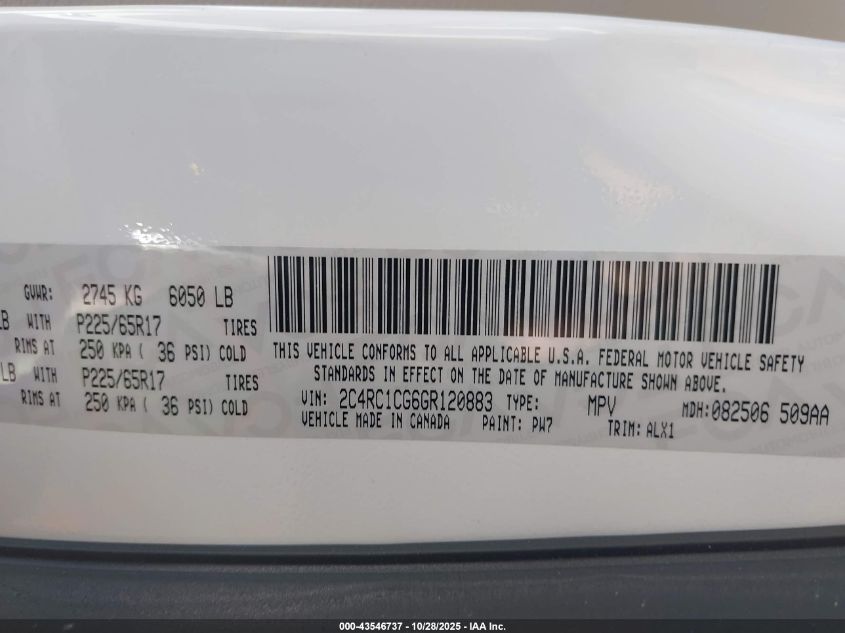 GVWR: 2745 KG 6050 LB
LB WITH P225/65R17 TIRES
RIMS AT 250 KPA ( 36 PSI) COLD
LB WITH P225/65R17 TIRES
RIMS AT 250 KPA ( 36 PSI) COLD
THIS VEHICLE CONFORMS TO ALL APPLICABLE U.S.A. FEDERAL MOTOR VEHICLE SAFETY
STANDARDS IN EFFECT ON THE DATE OF MANUFACTURE SHOWN ABOVE.
VIN: 2C4RC1CG6GR120883 TYPE: MPV MDH:082506 509AA
VEHICLE MADE IN CANADA PAINT: PW7 TRIM: ALX1
000-43546737 - 10/28/2025 - IAA Inc.